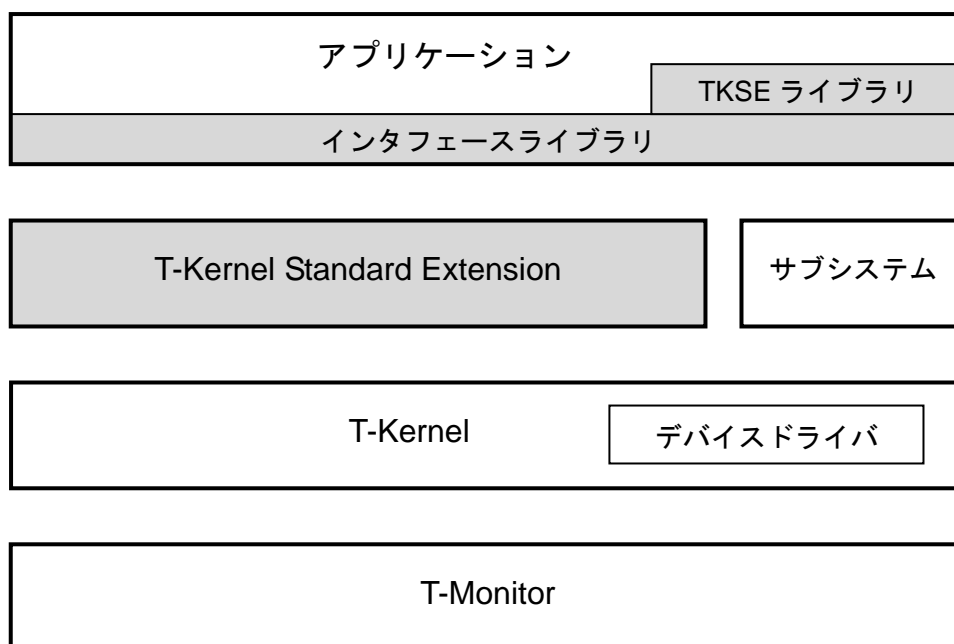 アプリケーション
TKSE ライブラリ
インタフェースライブラリ
T-Kernel Standard Extension
サブシステム
T-Kernel
デバイスドライバ
T-Monitor